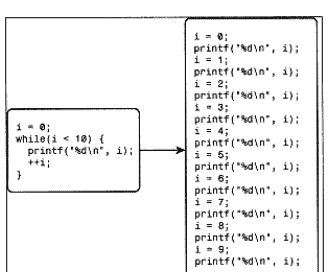 i = 0;
while(i < 10) {
printf("%d\n", i);
++i;
}
i = 0;
printf("%d\n", i);
i = 1;
printf("%d\n", i);
i = 2;
printf("%d\n", i);
i = 3;
printf("%d\n", i);
i = 4;
printf("%d\n", i);
i = 5;
printf("%d\n", i);
i = 6;
printf("%d\n", i);
i = 7;
printf("%d\n", i);
i = 8;
printf("%d\n", i);
i = 9;
printf("%d\n", i);